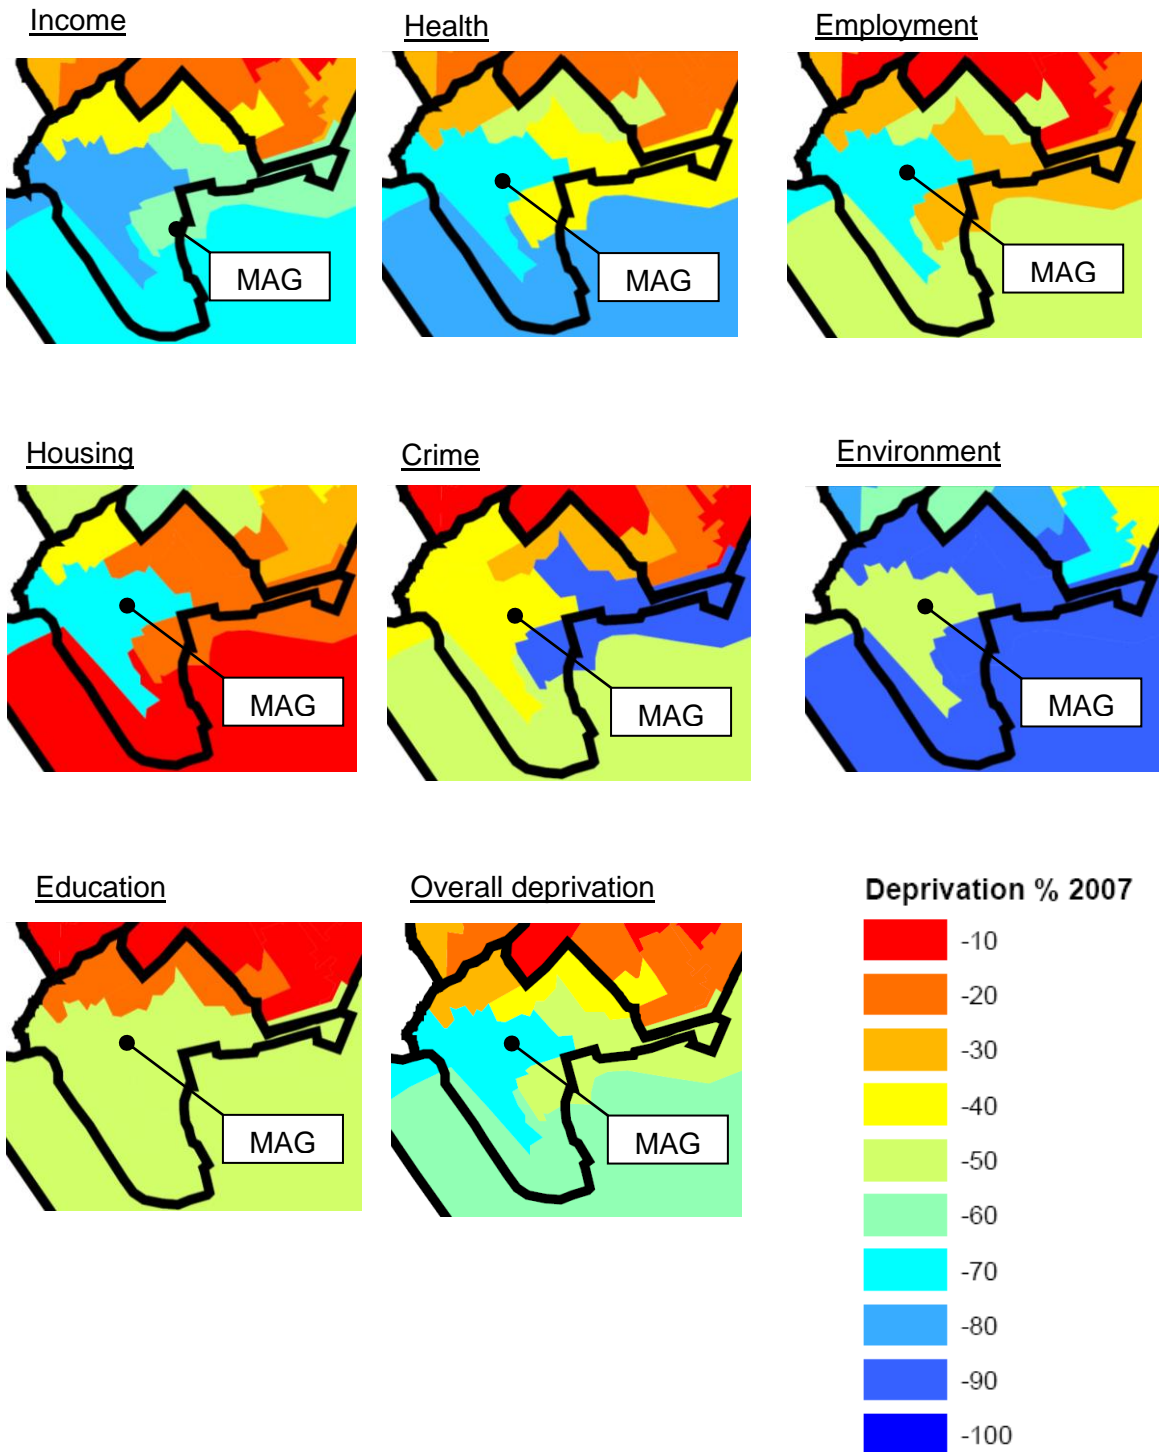 Income
Health
Employment
MAG
MAG
MAG
Housing
Crime
Environment
MAG
MAG
MAG
Education
Overall deprivation
MAG
MAG
Deprivation % 2007
-10
-20
-30
-40
-50
-60
-70
-80
-90
-100